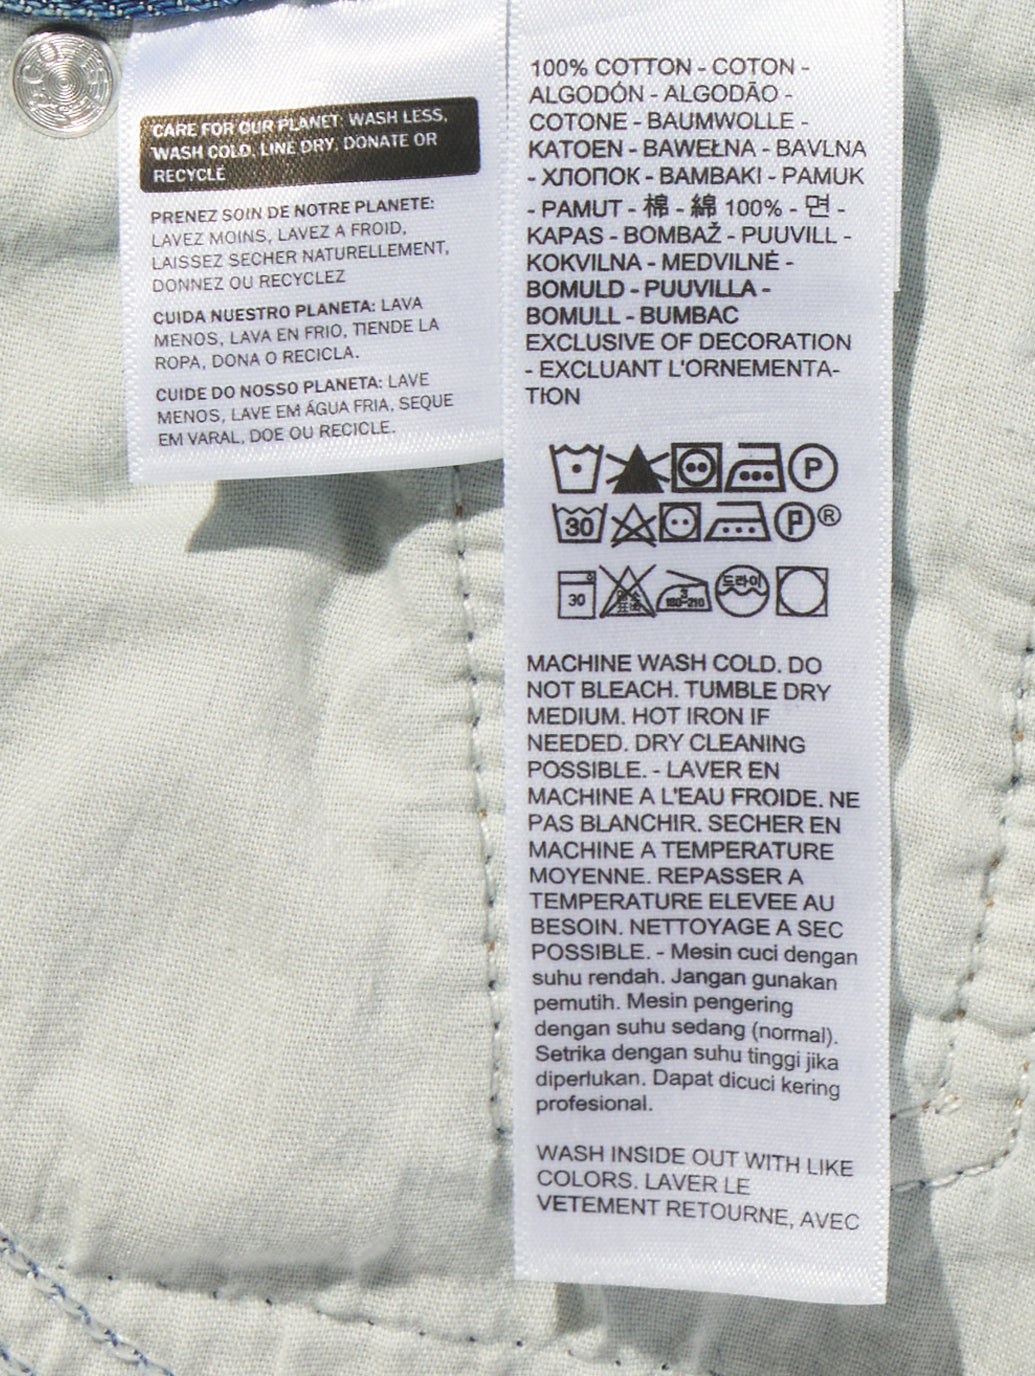 CARE FOR OUR PLANET: WASH LESS,
WASH COLD, LINE DRY, DONATE OR
RECYCLE
PRENEZ SOIN DE NOTRE PLANETE:
LAVEZ MOINS, LAVEZ A FROID,
LAISSEZ SECHER NATURELLEMENT,
DONNEZ OU RECYCLEZ
CUIDA NUESTRO PLANETA: LAVA
MENOS, LAVA EN FRIO, TIENDE LA
ROPA, DONA O RECICLA.
CUIDE DO NOSSO PLANETA: LAVE
MENOS, LAVE EM ÁGUA FRIA, SEQUE
EM VARAL, DOE OU RECICLE.
100% COTTON - COTON -
ALGODÓN - ALGODÃO -
COTONE - BAUMWOLLE -
KATOEN - BAWEŁNA - BAVLNA
- ХЛОПОК - BAMBAKI - PAMUK
- PAMUT - 棉 - 綿 100% - 면 -
KAPAS - BOMBAŽ - PUUVILL -
KOKVILNA - MEDVILNĖ -
BOMULD - PUUVILLA -
BOMULL - BUMBAC
EXCLUSIVE OF DECORATION
- EXCLUANT L'ORNEMENTA-
TION
P
30 P ®
30 3 180-210 드라이
MACHINE WASH COLD. DO
NOT BLEACH. TUMBLE DRY
MEDIUM. HOT IRON IF
NEEDED. DRY CLEANING
POSSIBLE. - LAVER EN
MACHINE A L'EAU FROIDE. NE
PAS BLANCHIR. SECHER EN
MACHINE A TEMPERATURE
MOYENNE. REPASSER A
TEMPERATURE ELEVEE AU
BESOIN. NETTOYAGE A SEC
POSSIBLE. - Mesin cuci dengan
suhu rendah. Jangan gunakan
pemutih. Mesin pengering
dengan suhu sedang (normal).
Setrika dengan suhu tinggi jika
diperlukan. Dapat dicuci kering
profesional.
WASH INSIDE OUT WITH LIKE
COLORS. LAVER LE
VETEMENT RETOURNE, AVEC